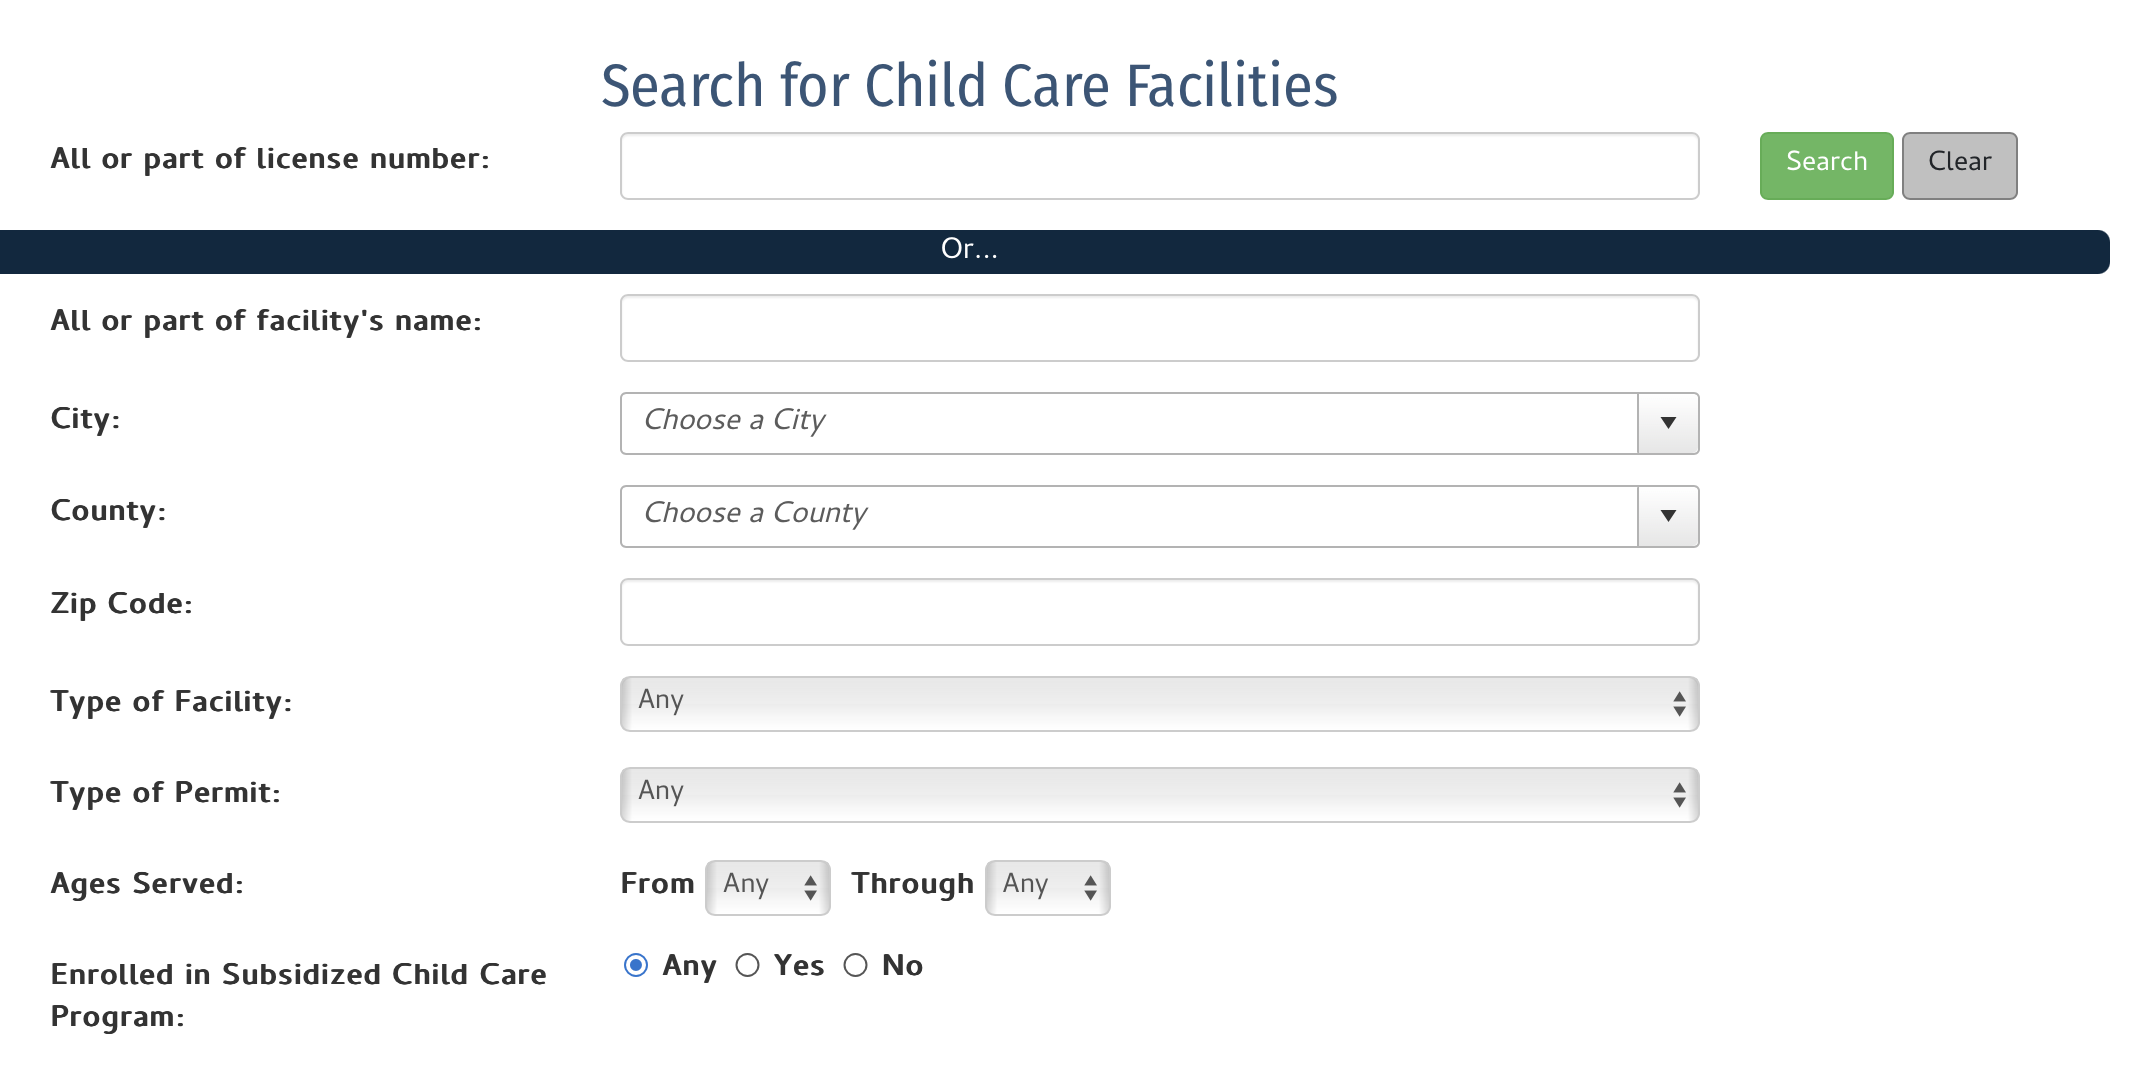 Search for Child Care Facilities
All or part of license number:
Search Clear
Or...
All or part of facility's name:
City: Choose a City
County: Choose a County
Zip Code:
Type of Facility: Any
Type of Permit: Any
Ages Served: From Any Through Any
Enrolled in Subsidized Child Care
Program:
Any Yes No